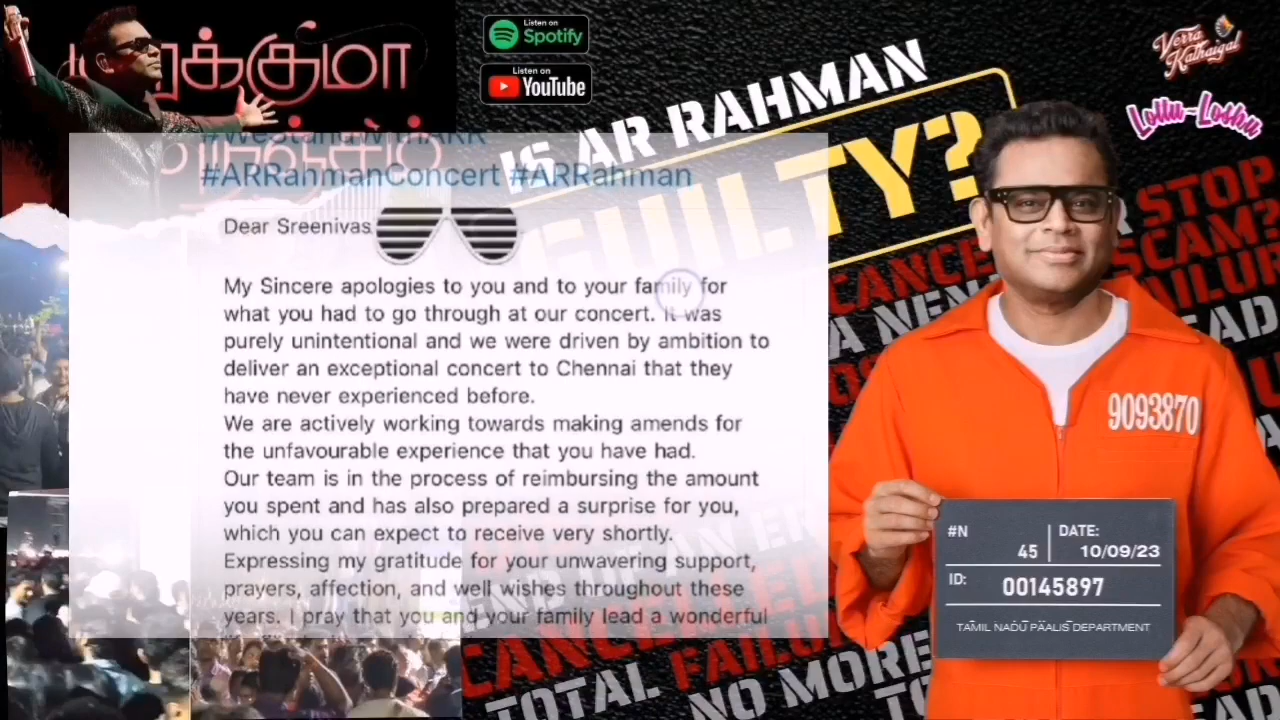 Listen on
Spotify
Listen on
YouTube
Verra
Kathaigal
Lollu-Loshu
IS AR RAHMAN
GUILTY?
#ARRahmanConcert #ARRahman
Dear Sreenivas
My Sincere apologies to you and to your family for
what you had to go through at our concert. It was
purely unintentional and we were driven by ambition to
deliver an exceptional concert to Chennai that they
have never experienced before.
We are actively working towards making amends for
the unfavourable experience that you have had.
Our team is in the process of reimbursing the amount
you spent and has also prepared a surprise for you,
which you can expect to receive very shortly.
Expressing my gratitude for your unwavering support,
prayers, affection, and well wishes throughout these
years. I pray that you and your family lead a wonderful
STOP
SCAM?
TOTAL FAILU
NO MORE
9093870
#N
45
DATE:
10/09/23
ID:
00145897
TAMIL NADU PAALIS DEPARTMENT